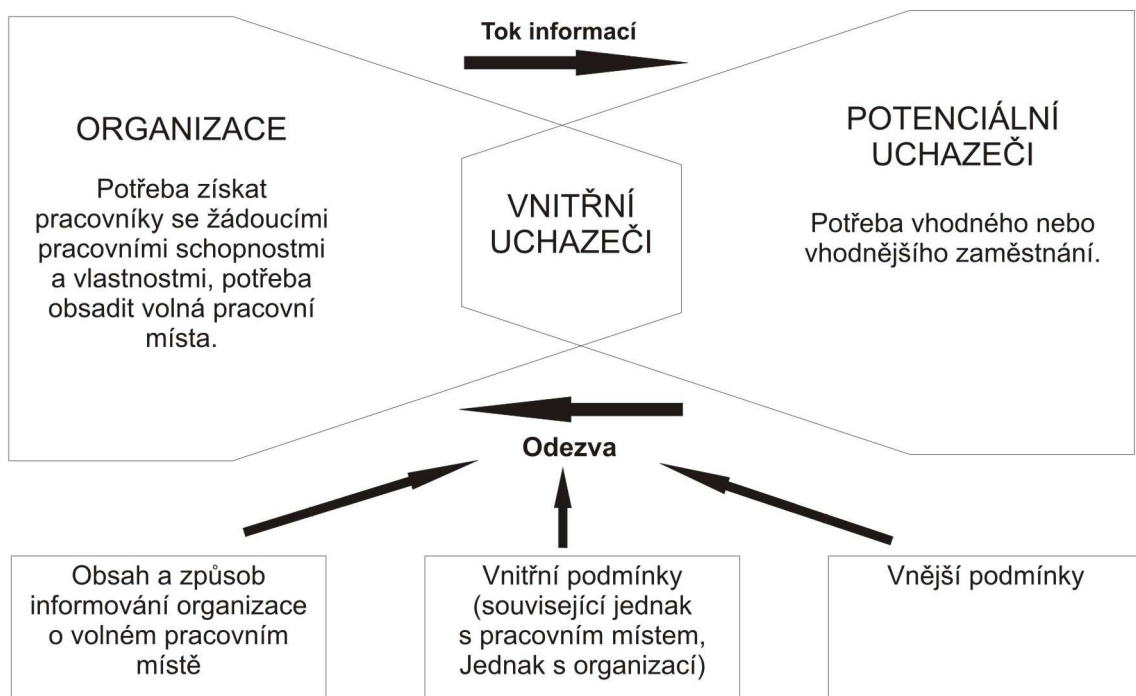 Tok informací
ORGANIZACE
Potřeba získat
pracovníky se žádoucími
pracovními schopnostmi
a vlastnostmi, potřeba
obsadit volná pracovní
místa.
VNITŘNÍ
UCHAZEČI
POTENCIÁLNÍ
UCHAZEČI
Potřeba vhodného nebo
vhodnějšího zaměstnání.
Odezva
Obsah a způsob
informování organizace
o volném pracovním
místě
Vnitřní podmínky
(související jednak
s pracovním místem,
Jednak s organizací)
Vnější podmínky